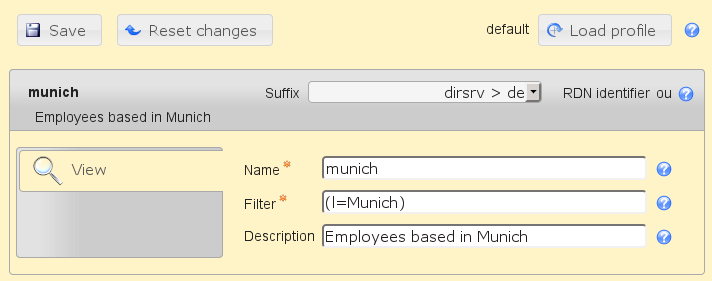 Save Reset changes default Load profile
munich Suffix dirsrv > de RDN identifier ou
Employees based in Munich
View
Name * munich
Filter * (l=Munich)
Description Employees based in Munich